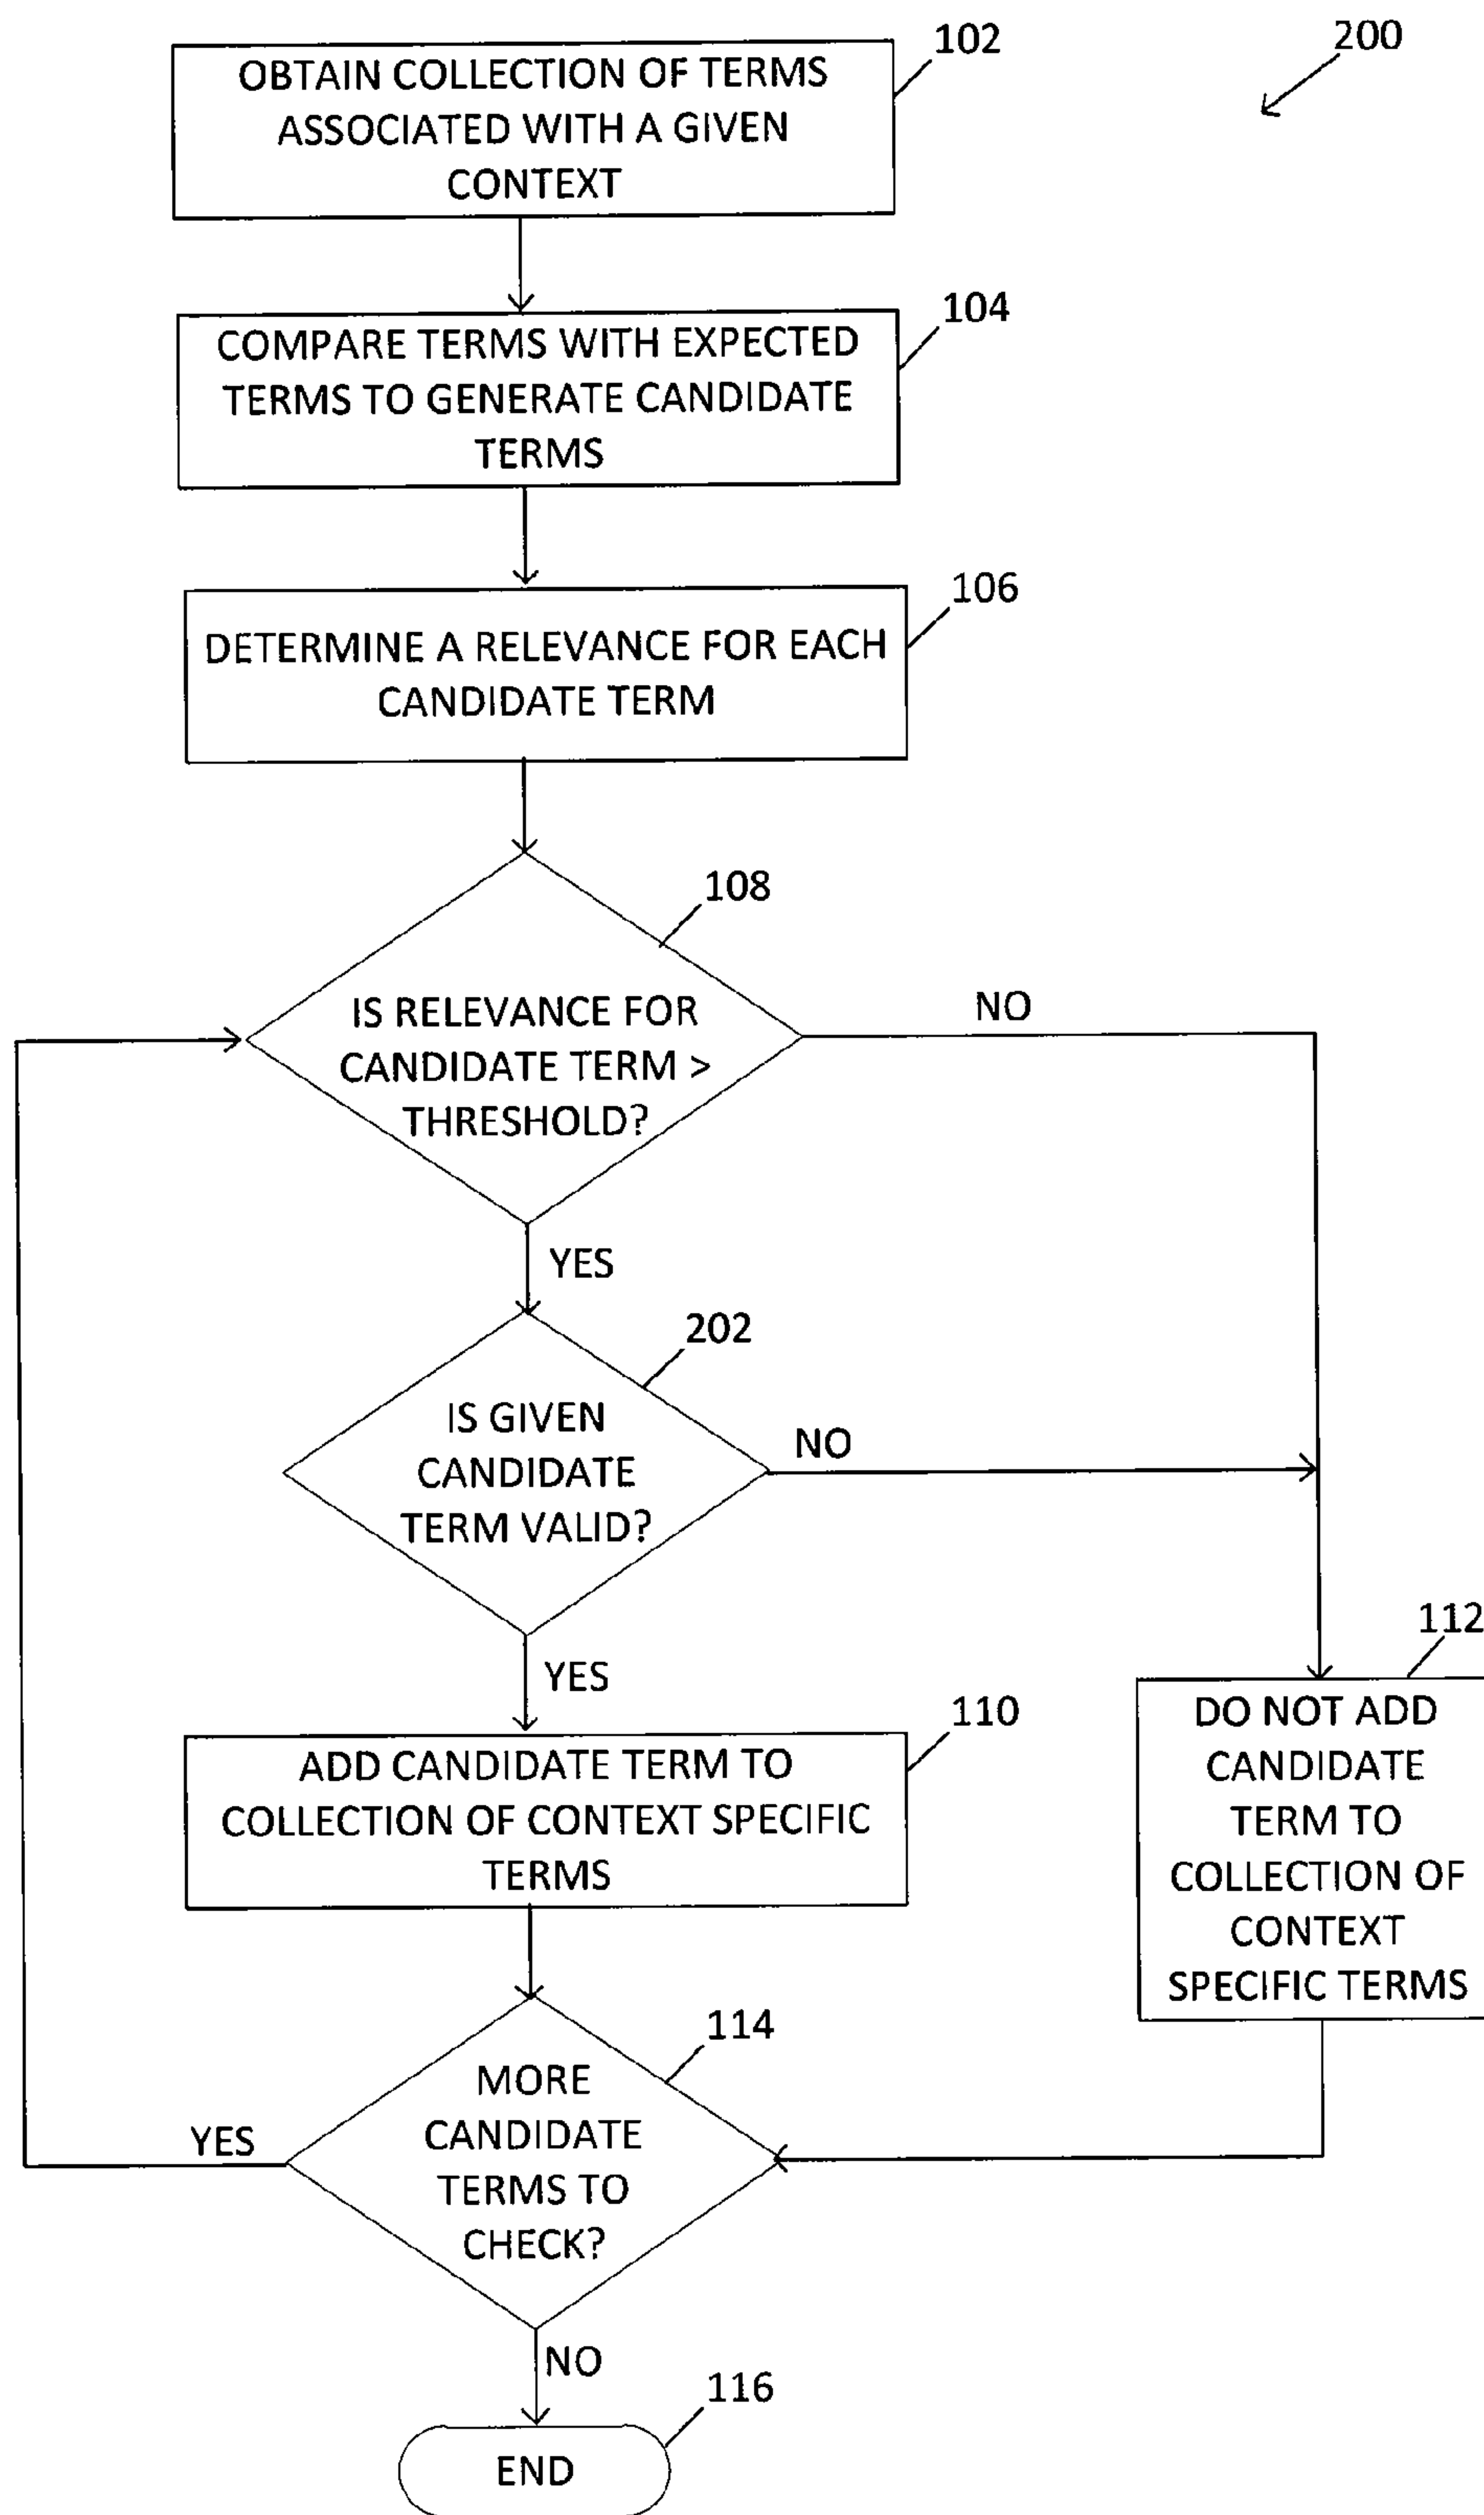 200
102
OBTAIN COLLECTION OF TERMS
ASSOCIATED WITH A GIVEN
CONTEXT
104
COMPARE TERMS WITH EXPECTED
TERMS TO GENERATE CANDIDATE
TERMS
106
DETERMINE A RELEVANCE FOR EACH
CANDIDATE TERM
108
IS RELEVANCE FOR
CANDIDATE TERM >
THRESHOLD?
NO
YES
202
IS GIVEN
CANDIDATE
TERM VALID?
NO
YES
110
ADD CANDIDATE TERM TO
COLLECTION OF CONTEXT SPECIFIC
TERMS
112
DO NOT ADD
CANDIDATE
TERM TO
COLLECTION OF
CONTEXT
SPECIFIC TERMS
114
MORE
CANDIDATE
TERMS TO
CHECK?
YES
NO
116
END